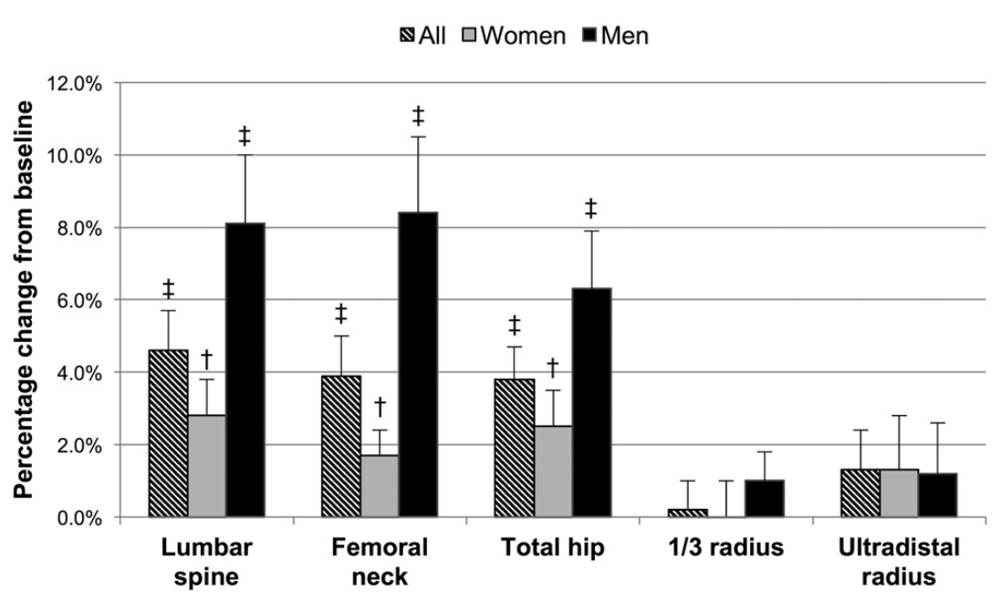 All Women Men
Percentage change from baseline
12.0%
10.0%
8.0%
6.0%
4.0%
2.0%
0.0%
‡
‡
‡
‡
†
‡
†
‡
†
Lumbar spine
Femoral neck
Total hip
1/3 radius
Ultradistal radius